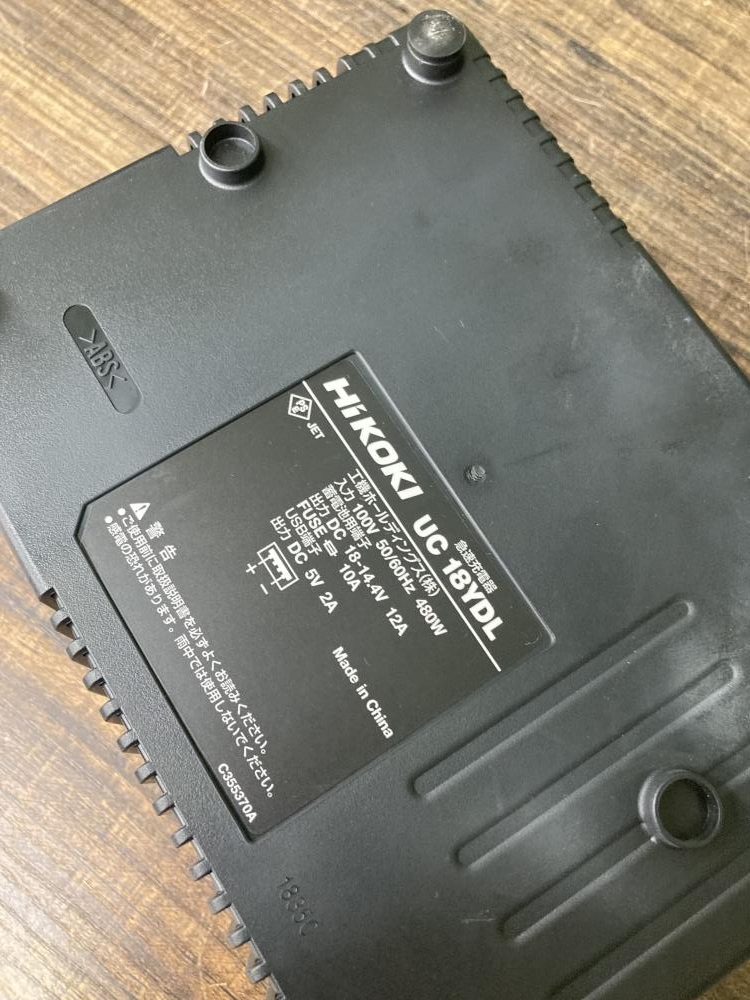 >ABS<
HiKOKI UC 18YDL
急速充電器
PS
E
JET
工機ホールディングス(株)
入力 100V 50/60Hz 480W
蓄電池用端子
出力 DC 18-14.4V 12A
FUSE 10A
USB端子
出力 DC 5V 2A
+ -
Made in China
警告
●ご使用前に取扱説明書を必ずよくお読みください。
●感電の恐れがあります。雨中では使用しないでください。
C355370A
1835C